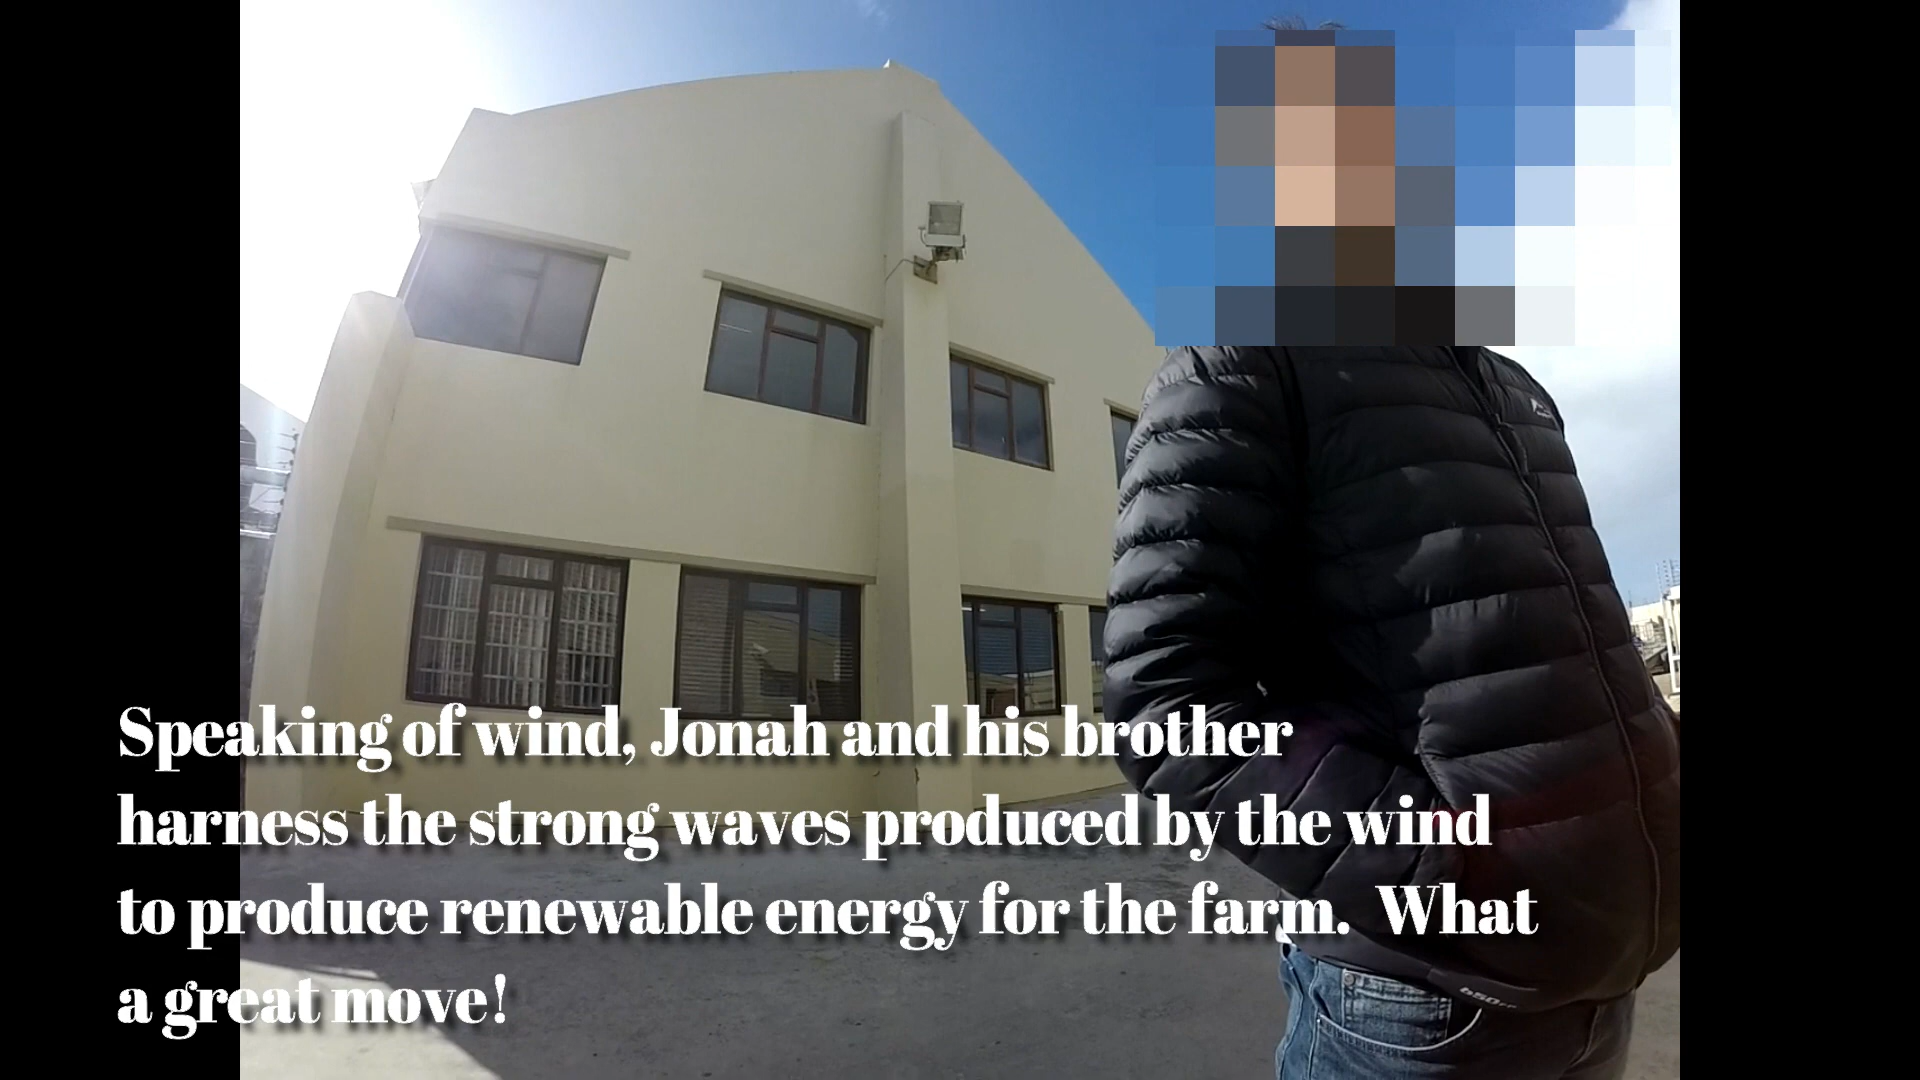 Speaking of wind, Jonah and his brother
harness the strong waves produced by the wind
to produce renewable energy for the farm.  What
a great move!